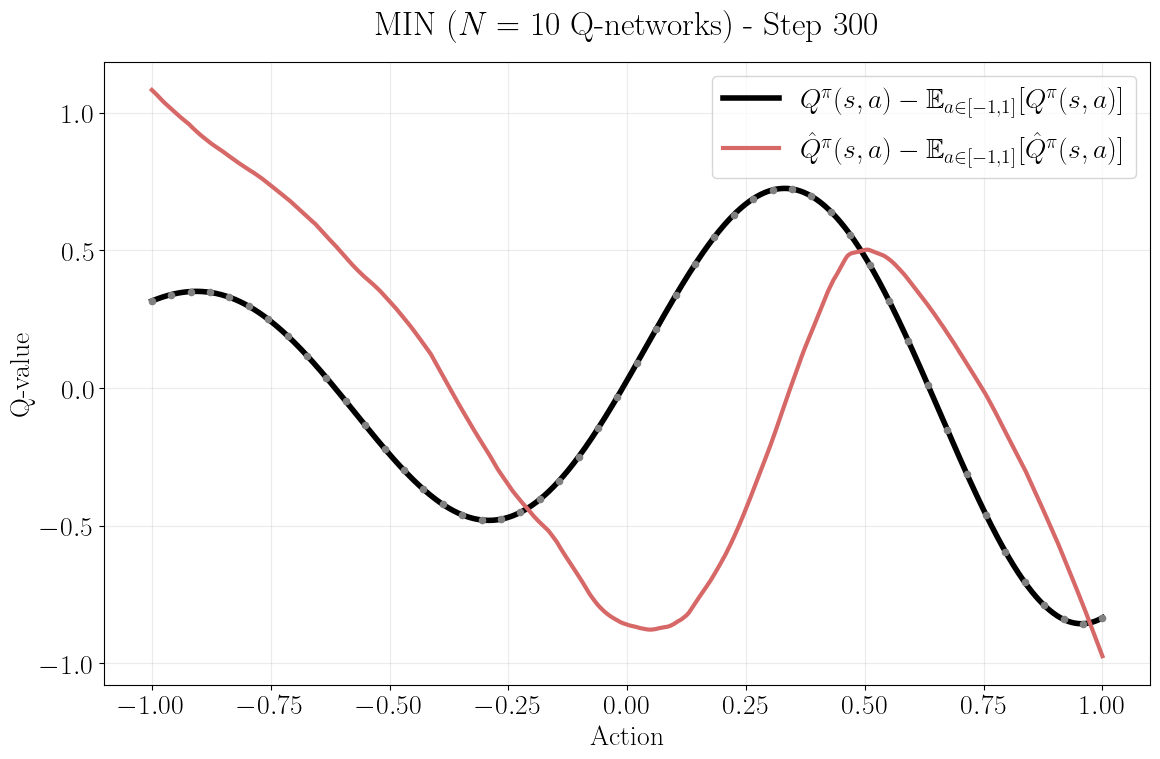 MIN (N = 10 Q-networks) - Step 300
Q^π(s, a) − 𝔼_{a∈[−1,1]}[Q^π(s, a)]
Q̂^π(s, a) − 𝔼_{a∈[−1,1]}[Q̂^π(s, a)]
Q-value
1.0
0.5
0.0
−0.5
−1.0
−1.00 −0.75 −0.50 −0.25 0.00 0.25 0.50 0.75 1.00
Action